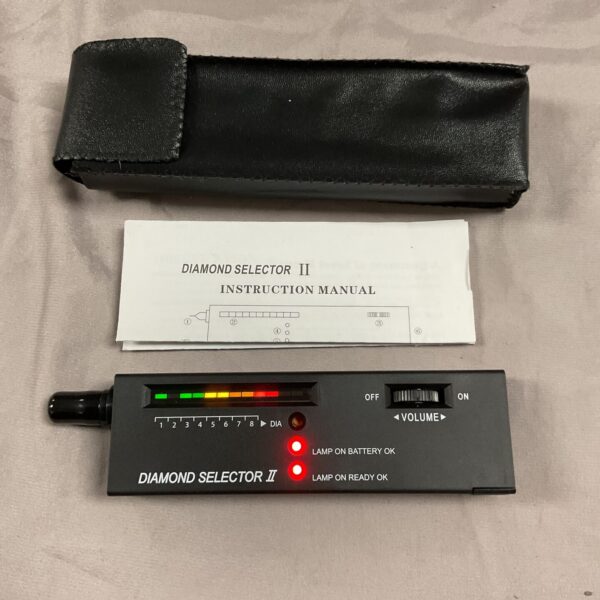 DIAMOND SELECTOR II
INSTRUCTION MANUAL
OFF
ON
◄VOLUME►
1 2 3 4 5 6 7 8 ► DIA
LAMP ON BATTERY OK
DIAMOND SELECTOR II
LAMP ON READY OK